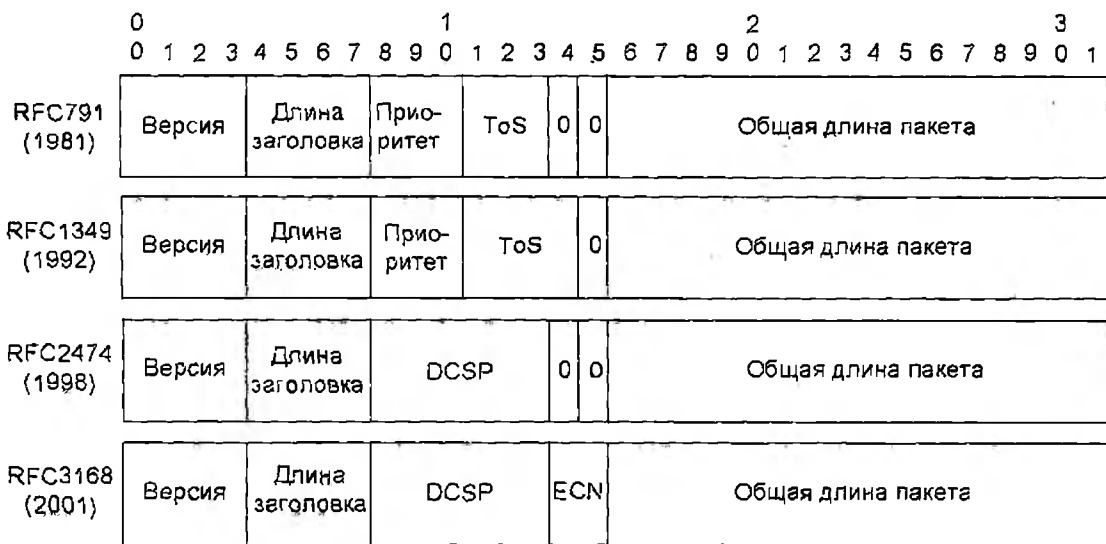 0 1 2 3
0 1 2 3 4 5 6 7 8 9 0 1 2 3 4 5 6 7 8 9 0 1 2 3 4 5 6 7 8 9 0 1
RFC791
(1981)
Версия
Длина
заголовка
Прио-
ритет
ToS
0
0
Общая длина пакета
RFC1349
(1992)
Версия
Длина
заголовка
Прио-
ритет
ToS
0
Общая длина пакета
RFC2474
(1998)
Версия
Длина
заголовка
DCSP
0
0
Общая длина пакета
RFC3168
(2001)
Версия
Длина
заголовка
DCSP
ECN
Общая длина пакета